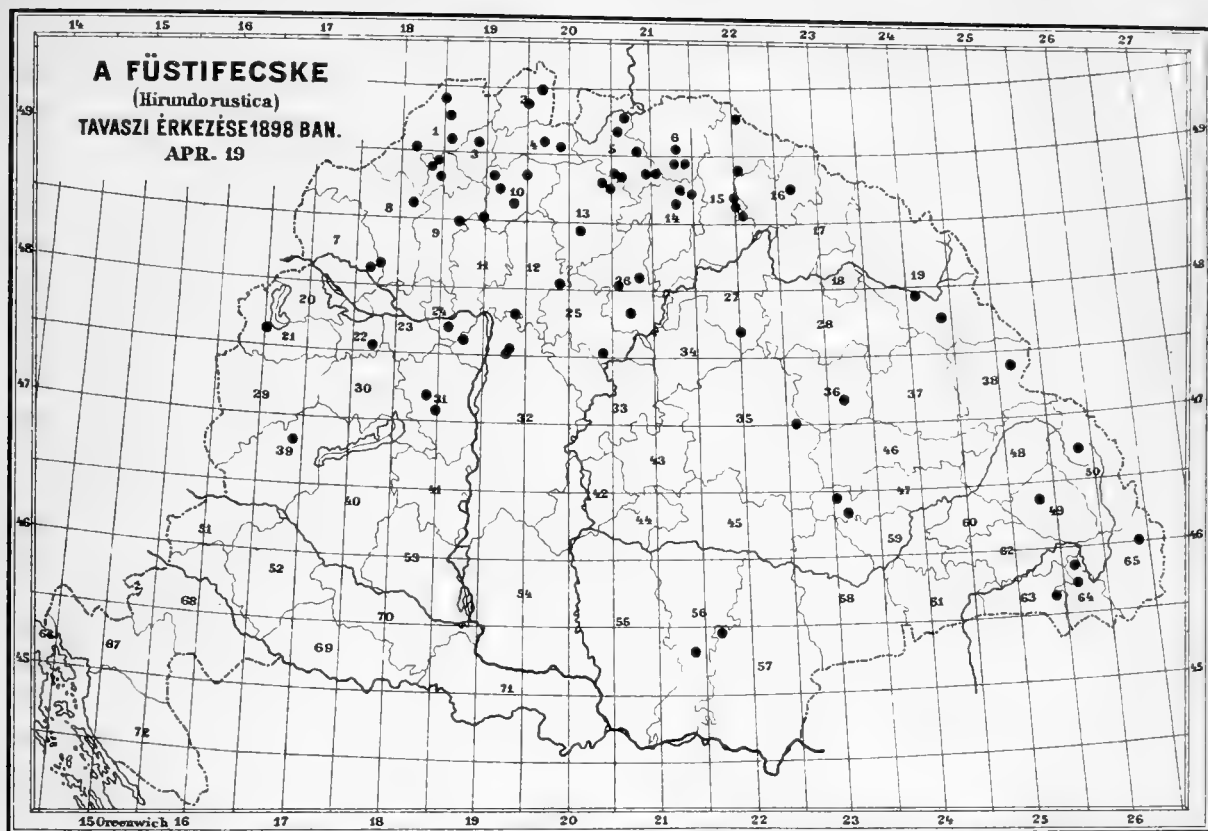 14 15 16 17 18 19 20 21 22 23 24 25 26 27
A FÜSTIFECSKE
(Hirundo rustica)
TAVASZI ÉRKEZÉSE 1898 BAN.
APR. 19
49 49
2
1
3 4 5 6
8 9 10 13 14 15 16
7 11 12 17
48 48
20 26 18 19
21 22 23 24 25 27 28
34
47 29 30 31 32 33 35 36 37 38 47
39 43 46 48 50
40 41 42 44 45 47 49
46 46
51 52 53 54 59 60 62 65
68 70 55 56 58 61 63 64
67 69 57
45 45
66
71
72
15 Greenwich 16 17 18 19 20 21 22 23 24 25 26